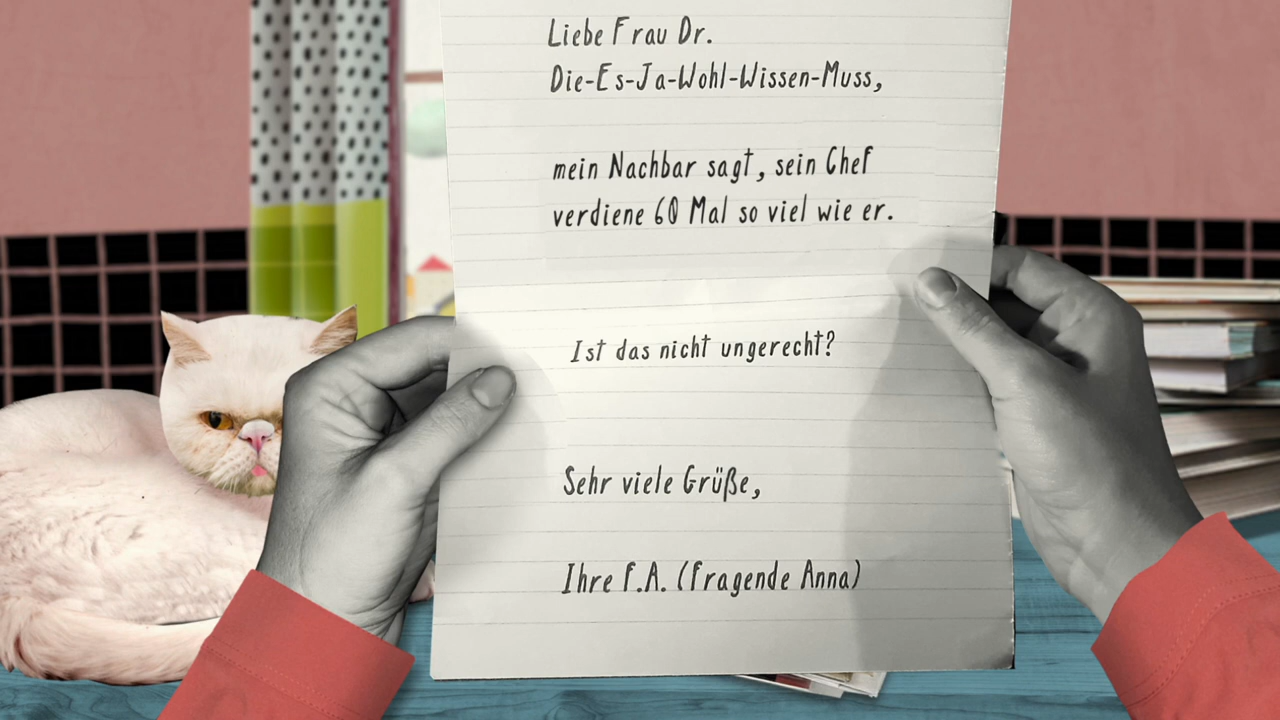 Liebe Frau Dr.
Die-Es-Ja-Wohl-Wissen-Muss,
mein Nachbar sagt, sein Chef
verdiene 60 Mal so viel wie er.
Ist das nicht ungerecht?
Sehr viele Grüße,
Ihre F.A. (Fragende Anna)